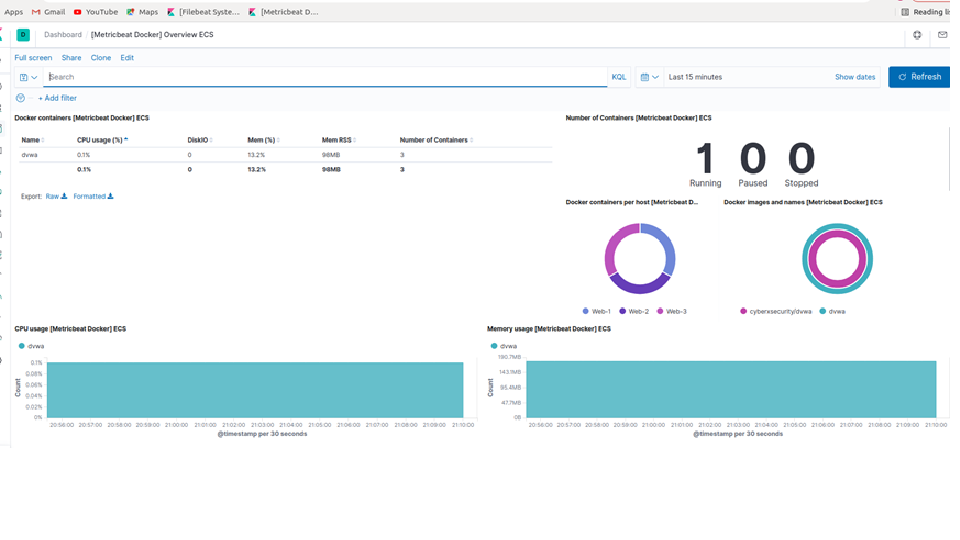 Apps Gmail YouTube Maps [Filebeat Syste... [Metricbeat D.... Reading lis
D Dashboard / [Metricbeat Docker] Overview ECS
Full screen Share Clone Edit
Search KQL Last 15 minutes Show dates Refresh
+ Add filter
Docker containers [Metricbeat Docker] ECS
Name CPU usage (%) DiskIO Mem (%) Mem RSS Number of Containers
dvwa 0.1% 0 13.2% 98MB 3
0.1% 0 13.2% 98MB 3
Export: Raw Formatted
Number of Containers [Metricbeat Docker] ECS
1 0 0
Running Paused Stopped
Docker containers per host [Metricbeat D...
Web-1 Web-2 Web-3
Docker images and names [Metricbeat Docker] ECS
cyberxsecurity/dvwa dvwa
CPU usage [Metricbeat Docker] ECS
dvwa
0.1%
0.08%
0.06%
0.04%
0.02%
0%
Count
20:56:00 20:57:00 20:58:00 20:59:00 21:00:00 21:01:00 21:02:00 21:03:00 21:04:00 21:05:00 21:06:00 21:07:00 21:08:00 21:09:00 21:10:00
@timestamp per 30 seconds
Memory usage [Metricbeat Docker] ECS
dvwa
143.1MB
95.4MB
47.7MB
0B
Count
20:56:00 20:57:00 20:58:00 20:59:00 21:00:00 21:01:00 21:02:00 21:03:00 21:04:00 21:05:00 21:06:00 21:07:00 21:08:00 21:09:00 21:10:00
@timestamp per 30 seconds